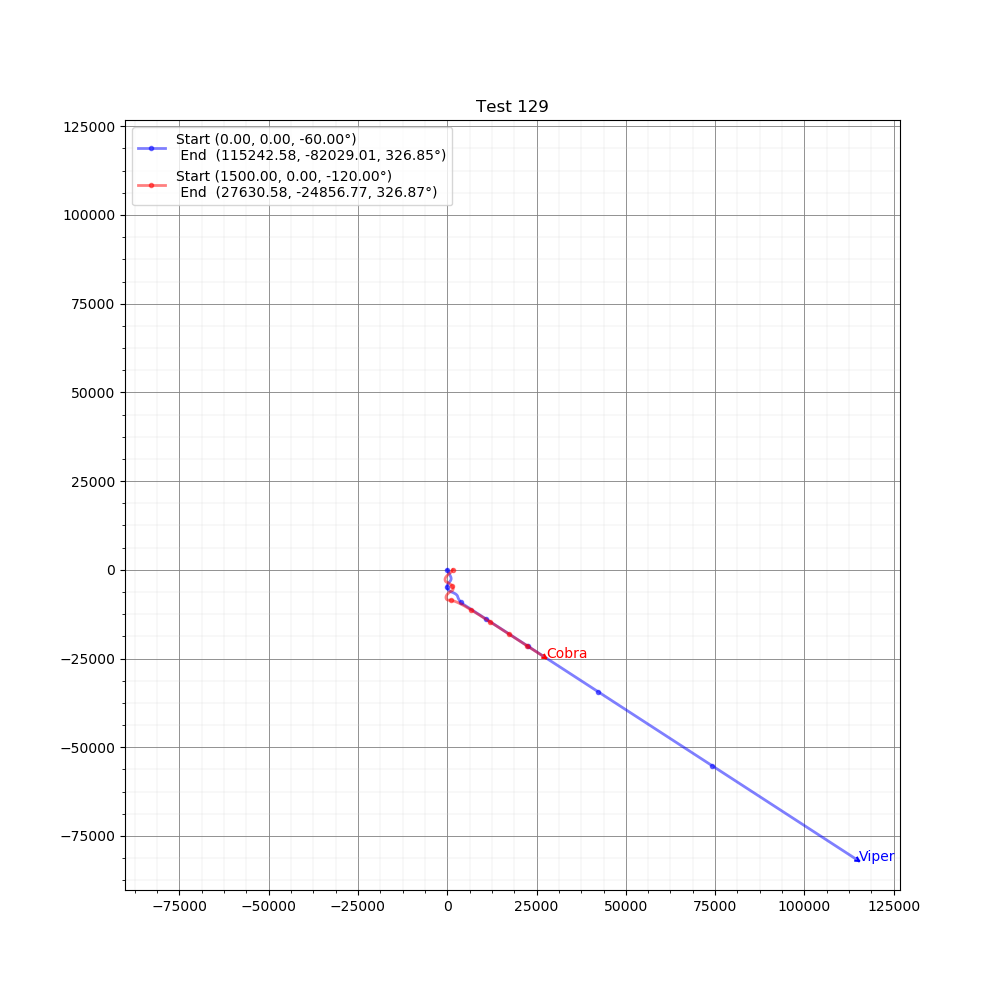 Test 129
125000
100000
75000
50000
25000
0
−25000
−50000
−75000
Start (0.00, 0.00, -60.00°)
End (115242.58, -82029.01, 326.85°)
Start (1500.00, 0.00, -120.00°)
End (27630.58, -24856.77, 326.87°)
Cobra
Viper
−75000 −50000 −25000 0 25000 50000 75000 100000 125000